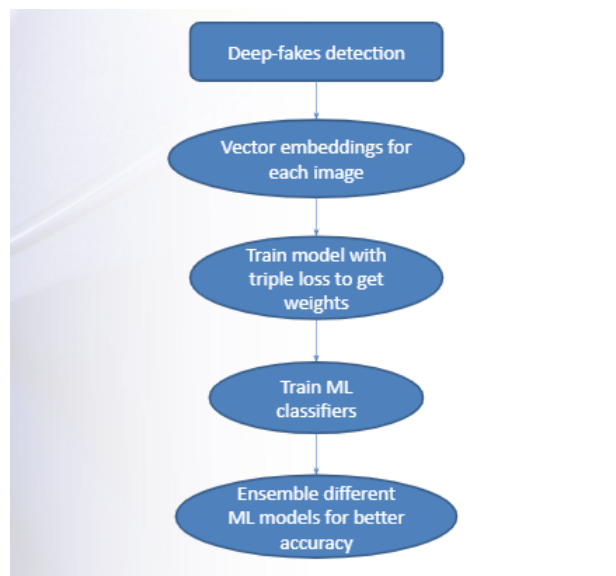 Deep-fakes detection
Vector embeddings for
each image
Train model with
triple loss to get
weights
Train ML
classifiers
Ensemble different
ML models for better
accuracy